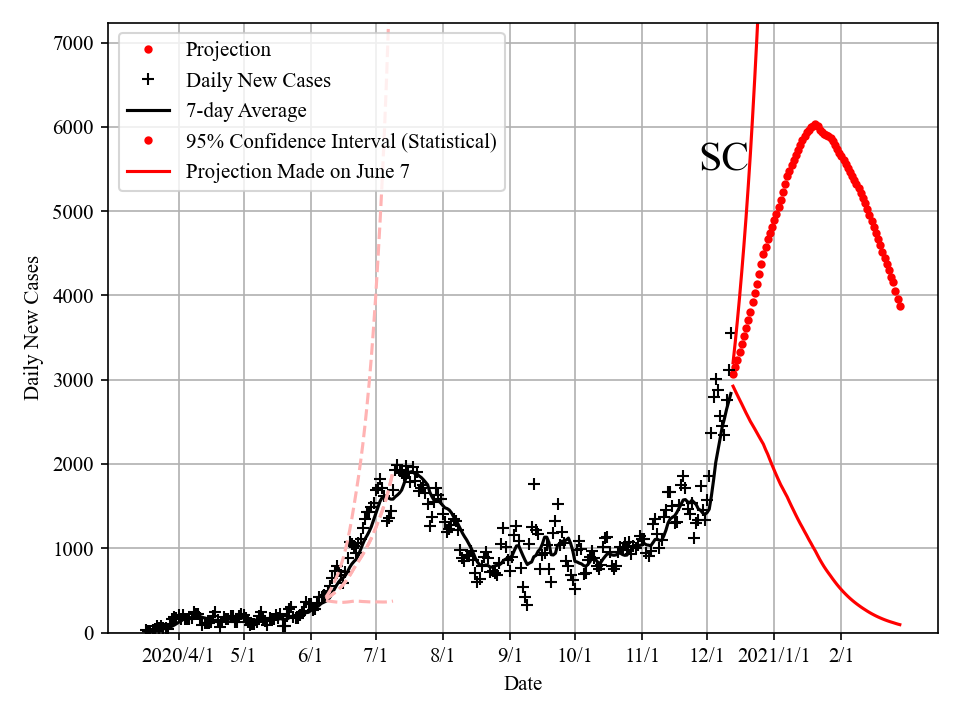 7000
6000
5000
4000
3000
2000
1000
0
Daily New Cases
Projection
Daily New Cases
7-day Average
95% Confidence Interval (Statistical)
Projection Made on June 7
SC
2020/4/1 5/1 6/1 7/1 8/1 9/1 10/1 11/1 12/1 2021/1/1 2/1
Date